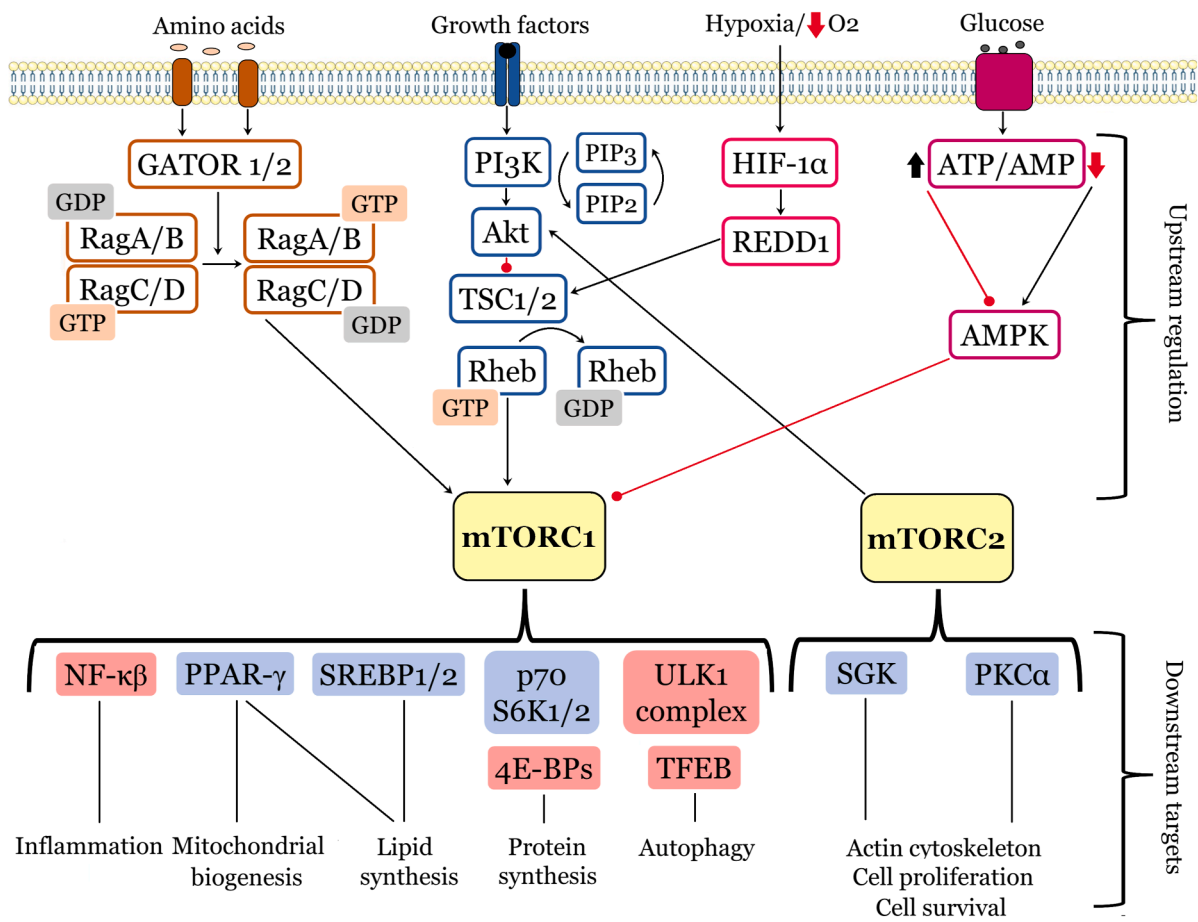 Amino acids
Growth factors
Hypoxia/ O2
Glucose
GATOR 1/2
PI3K
PIP3
PIP2
HIF-1α
ATP/AMP
GDP
RagA/B
RagC/D
GTP
GTP
RagA/B
RagC/D
GDP
Akt
REDD1
TSC1/2
AMPK
Rheb
GTP
Rheb
GDP
Upstream regulation
mTORC1
mTORC2
NF-κβ
PPAR-γ
SREBP1/2
p70
S6K1/2
4E-BPs
ULK1
complex
TFEB
SGK
PKCα
Downstream targets
Inflammation
Mitochondrial
biogenesis
Lipid
synthesis
Protein
synthesis
Autophagy
Actin cytoskeleton
Cell proliferation
Cell survival